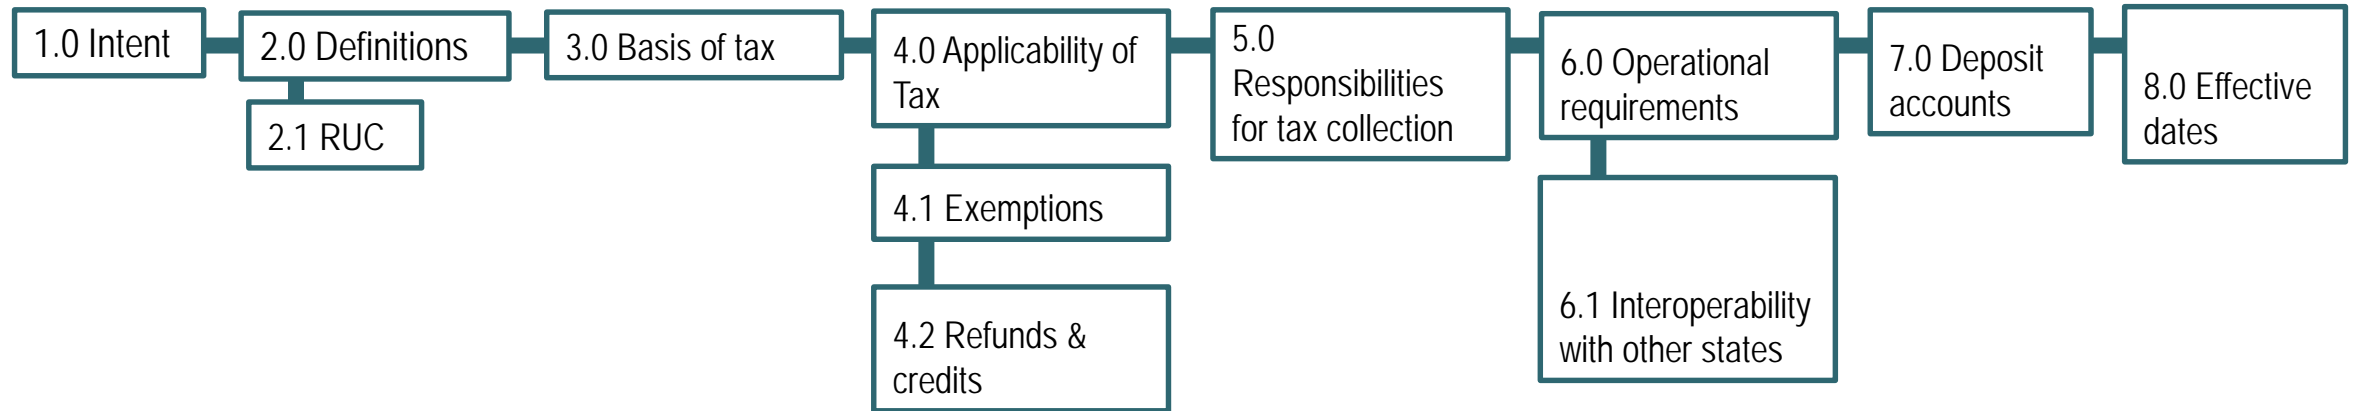 1.0 Intent
2.0 Definitions
2.1 RUC
3.0 Basis of tax
4.0 Applicability of
Tax
4.1 Exemptions
4.2 Refunds &
credits
5.0
Responsibilities
for tax collection
6.0 Operational
requirements
6.1 Interoperability
with other states
7.0 Deposit
accounts
8.0 Effective
dates